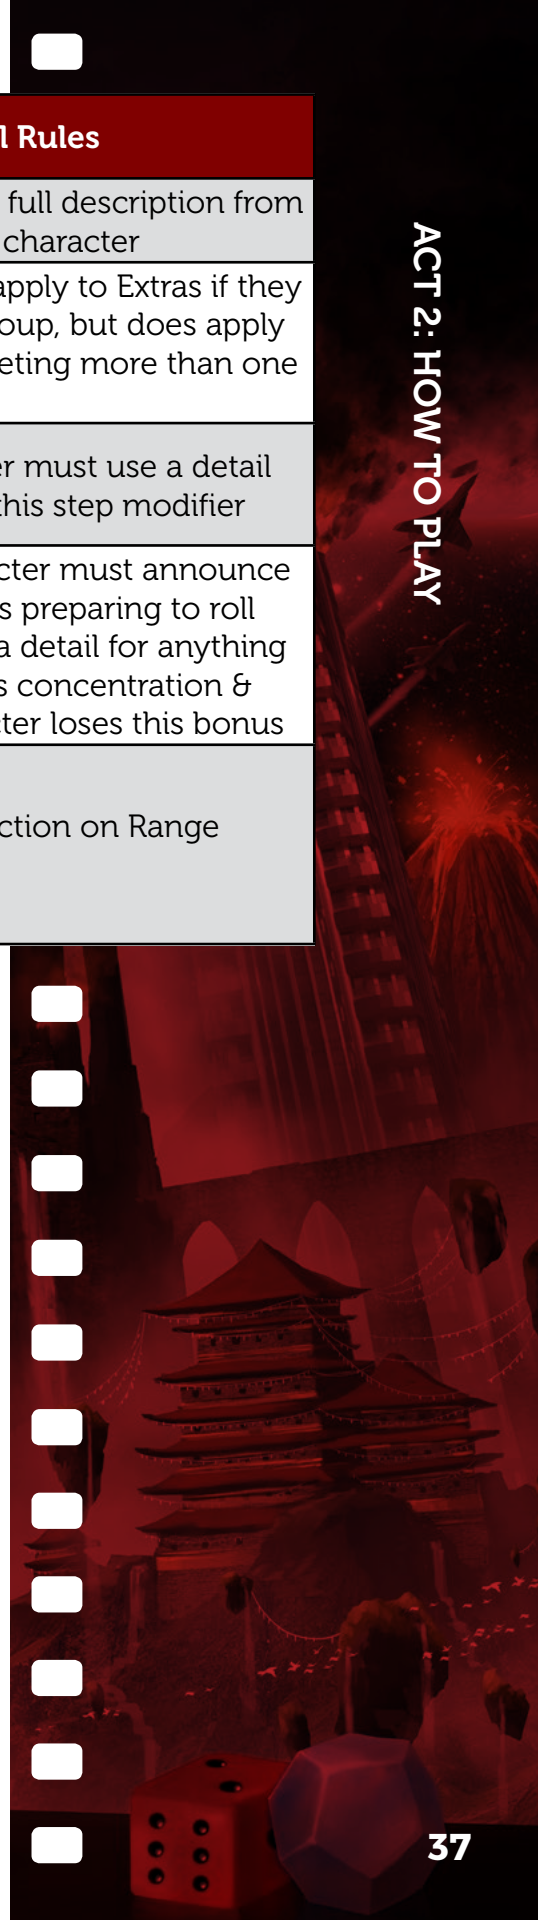 l Rules
full description from
character
apply to Extras if they
oup, but does apply
eting more than one
er must use a detail
this step modifier
cter must announce
s preparing to roll
a detail for anything
s concentration &
cter loses this bonus
ction on Range
ACT 2: HOW TO PLAY
37